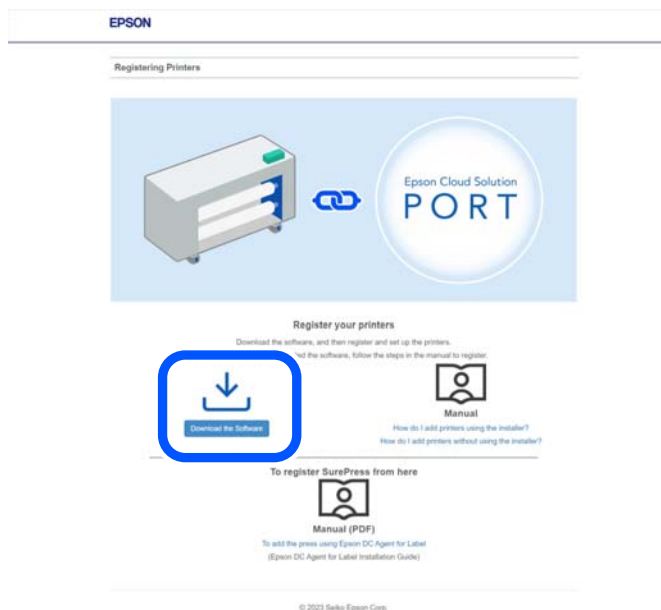 EPSON
Registering Printers
Epson Cloud Solution
PORT
Register your printers
Download the software, and then register and set up the printers.
ed the software, follow the steps in the manual to register.
Download the Software
Manual
How do I add printers using the installer?
How do I add printers without using the installer?
To register SurePress from here
Manual (PDF)
To add the press using Epson DC Agent for Label
(Epson DC Agent for Label Installation Guide)
© 2023 Seiko Epson Corp.